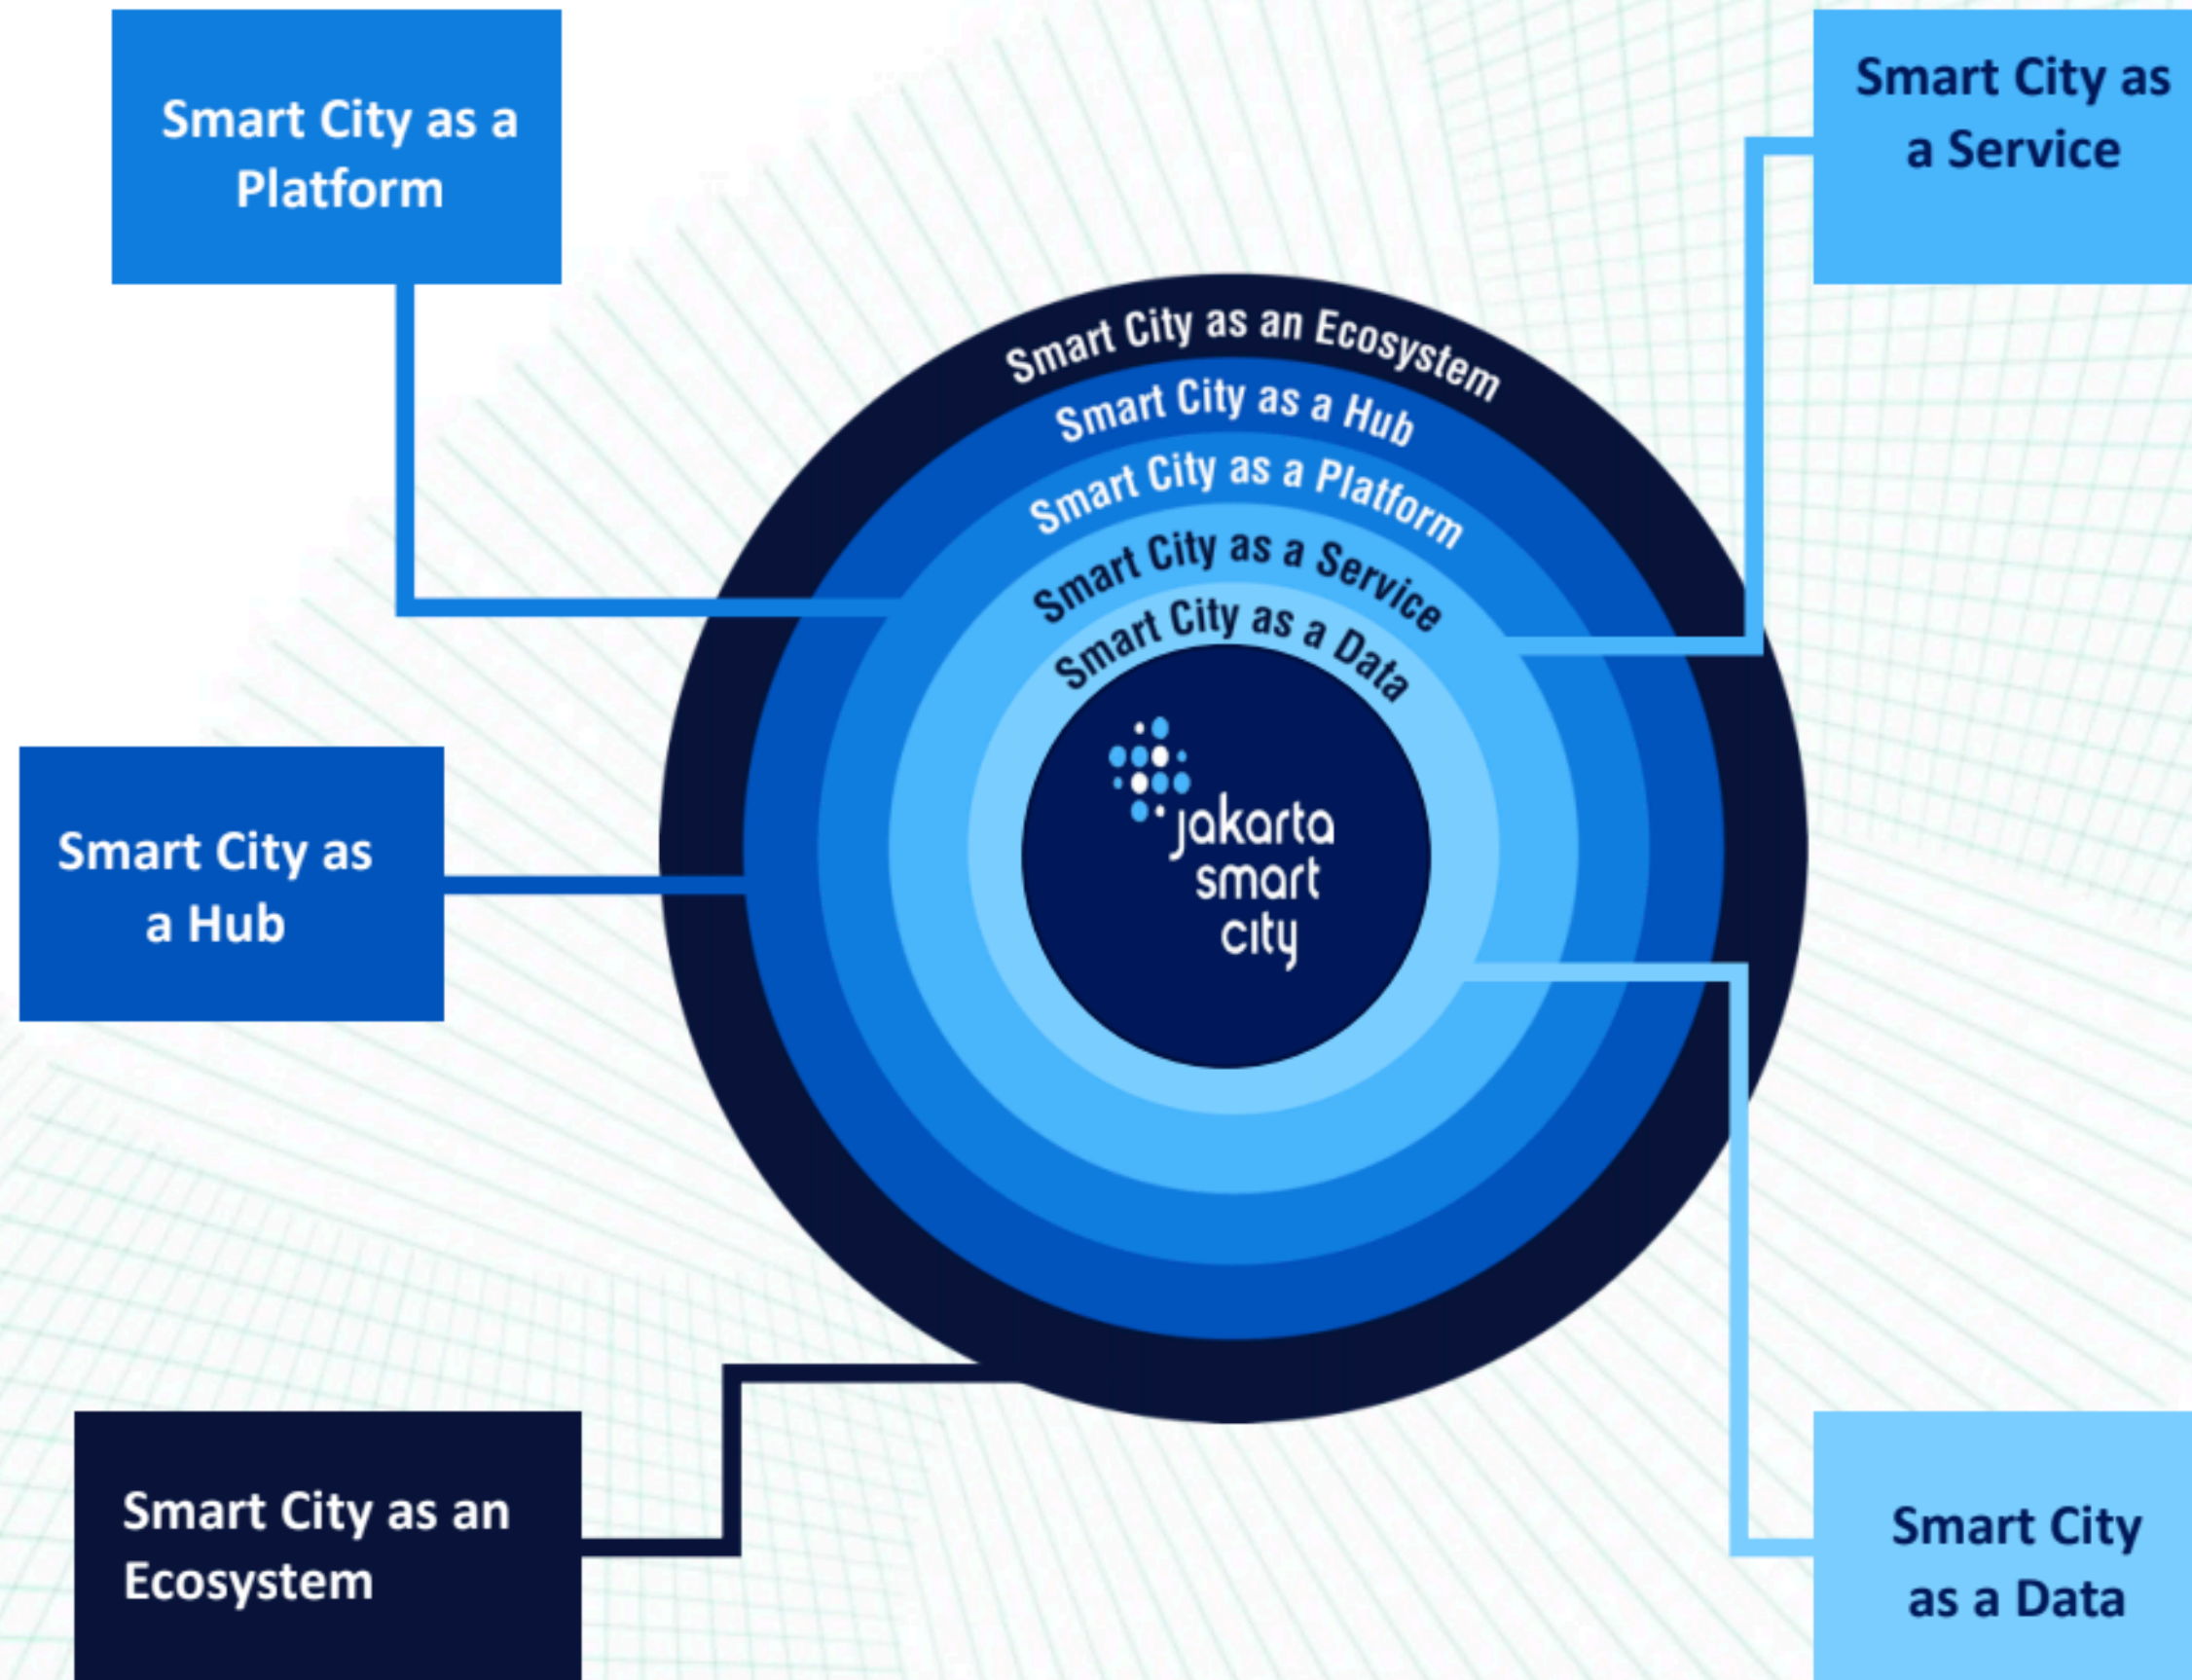 Smart City as a
Platform
Smart City as
a Service
Smart City as an Ecosystem
Smart City as a Hub
Smart City as a Platform
Smart City as a Service
Smart City as a Data
jakarta
smart
city
Smart City as
a Hub
Smart City as an
Ecosystem
Smart City
as a Data